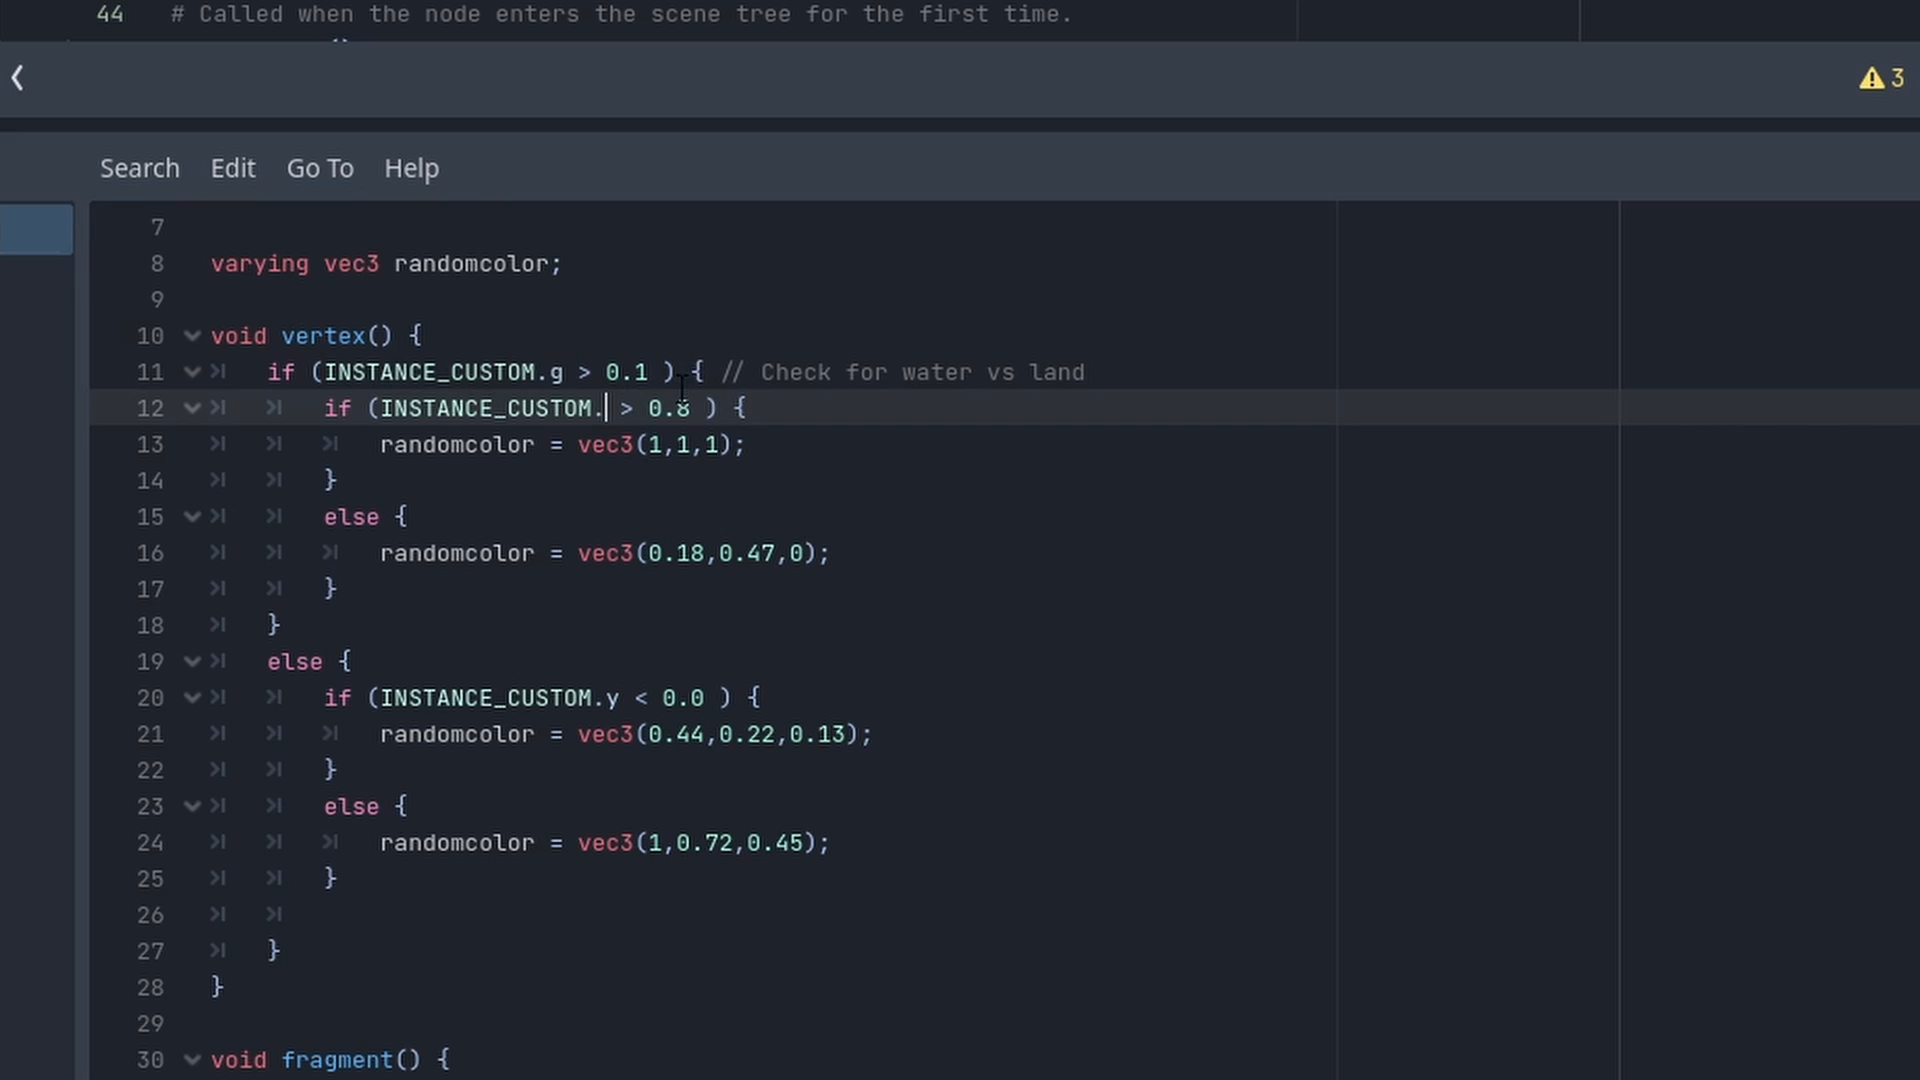 44 # Called when the node enters the scene tree for the first time.
3
Search Edit Go To Help
7
8 varying vec3 randomcolor;
9
10 void vertex() {
11 if (INSTANCE_CUSTOM.g > 0.1 ) { // Check for water vs land
12 if (INSTANCE_CUSTOM. > 0.8 ) {
13 randomcolor = vec3(1,1,1);
14 }
15 else {
16 randomcolor = vec3(0.18,0.47,0);
17 }
18 }
19 else {
20 if (INSTANCE_CUSTOM.y < 0.0 ) {
21 randomcolor = vec3(0.44,0.22,0.13);
22 }
23 else {
24 randomcolor = vec3(1,0.72,0.45);
25 }
26
27 }
28 }
29
30 void fragment() {